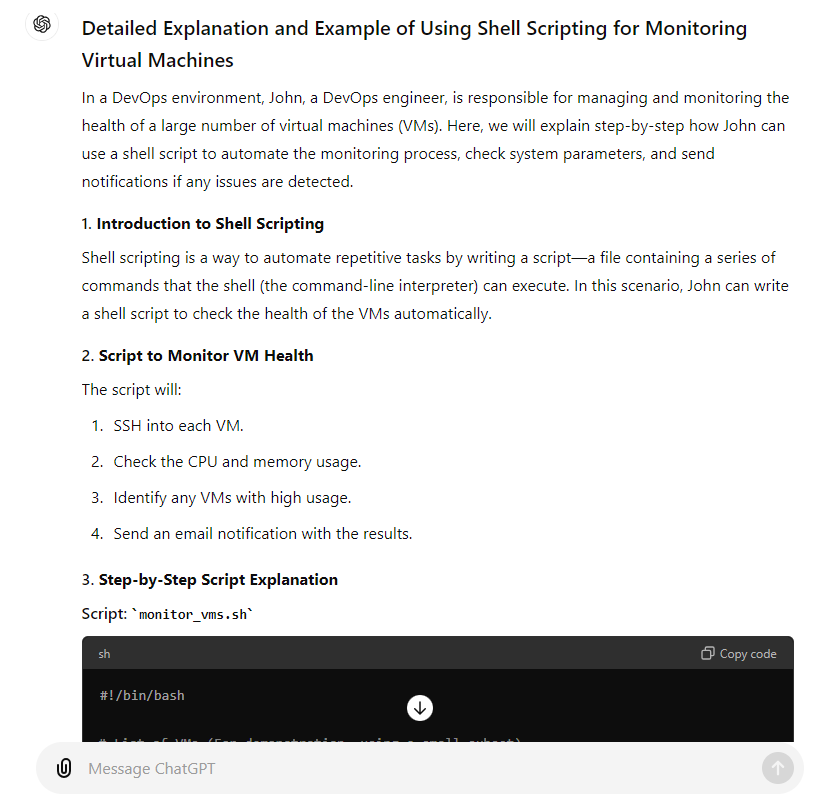 Detailed Explanation and Example of Using Shell Scripting for Monitoring
Virtual Machines
In a DevOps environment, John, a DevOps engineer, is responsible for managing and monitoring the
health of a large number of virtual machines (VMs). Here, we will explain step-by-step how John can
use a shell script to automate the monitoring process, check system parameters, and send
notifications if any issues are detected.
1. Introduction to Shell Scripting
Shell scripting is a way to automate repetitive tasks by writing a script—a file containing a series of
commands that the shell (the command-line interpreter) can execute. In this scenario, John can write
a shell script to check the health of the VMs automatically.
2. Script to Monitor VM Health
The script will:
1. SSH into each VM.
2. Check the CPU and memory usage.
3. Identify any VMs with high usage.
4. Send an email notification with the results.
3. Step-by-Step Script Explanation
Script: `monitor_vms.sh`
sh
Copy code
#!/bin/bash
# List of VMs (For demonstration, using a small subset)
Message ChatGPT